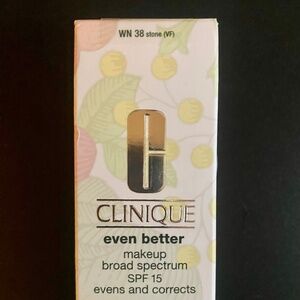 WN 38 stone (VF)
CLINIQUE
even better
makeup
broad spectrum
SPF 15
evens and corrects